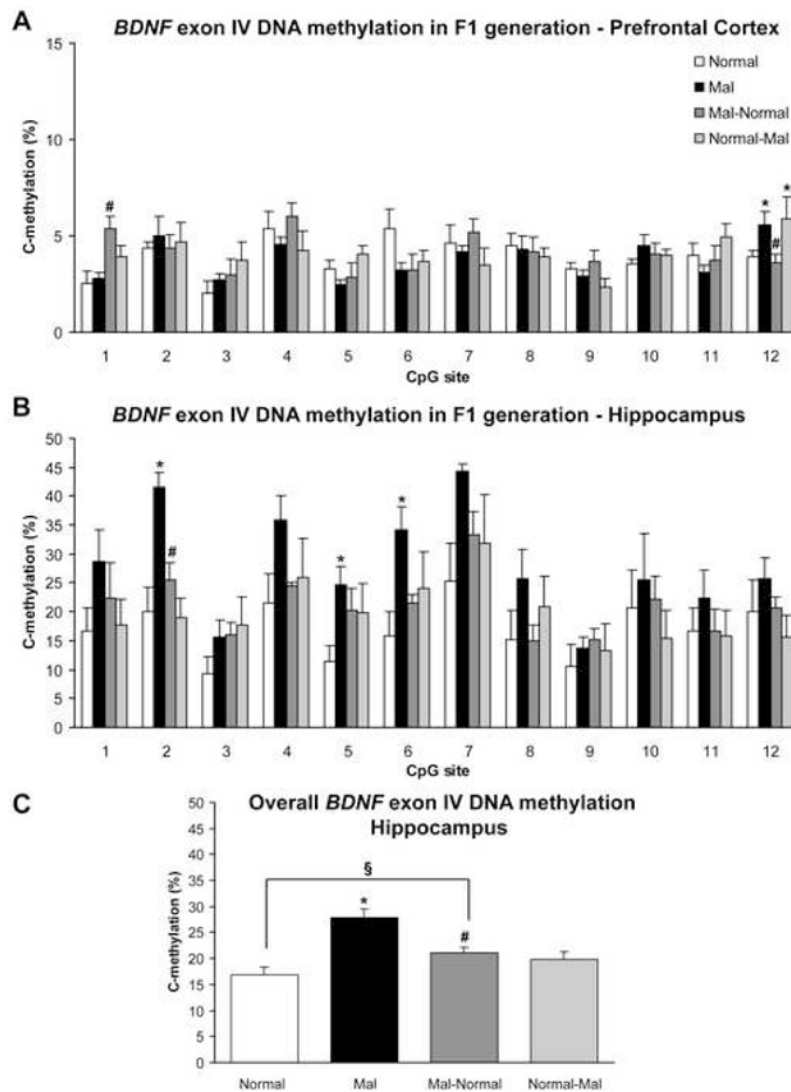 A
BDNF exon IV DNA methylation in F1 generation - Prefrontal Cortex
C-methylation (%)
15
10
5
0
Normal
Mal
Mal-Normal
Normal-Mal
#
*
#
*
1 2 3 4 5 6 7 8 9 10 11 12
CpG site
B
BDNF exon IV DNA methylation in F1 generation - Hippocampus
C-methylation (%)
50
45
40
35
30
25
20
15
10
5
0
*
#
*
*
1 2 3 4 5 6 7 8 9 10 11 12
CpG site
C
Overall BDNF exon IV DNA methylation
Hippocampus
C-methylation (%)
50
45
40
35
30
25
20
15
10
5
0
§
*
#
Normal Mal Mal-Normal Normal-Mal